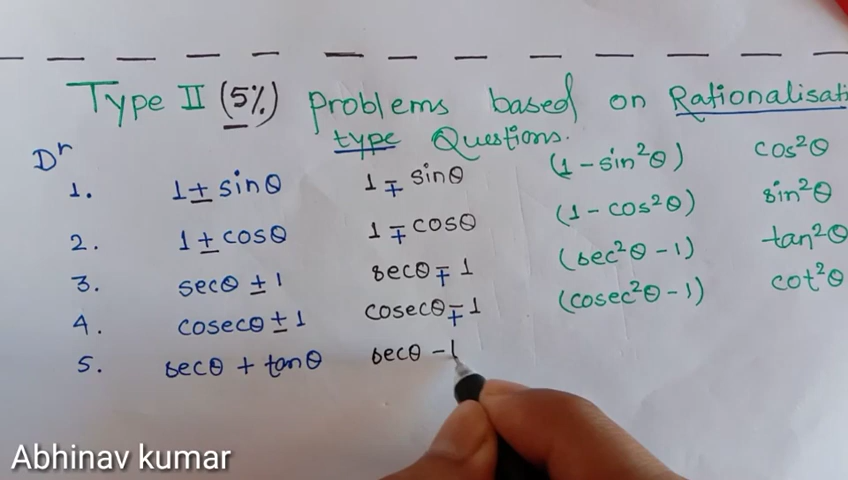 Type II (5%) problems based on Rationalisati
type Questions.
Dʳ
1. 1 ± sinθ 1 ∓ sinθ (1 - sin²θ) cos²θ
2. 1 ± cosθ 1 ∓ cosθ (1 - cos²θ) sin²θ
3. secθ ± 1 secθ ∓ 1 (sec²θ - 1) tan²θ
4. cosecθ ± 1 cosecθ ∓ 1 (cosec²θ - 1) cot²θ
5. secθ + tanθ secθ - t
Abhinav kumar